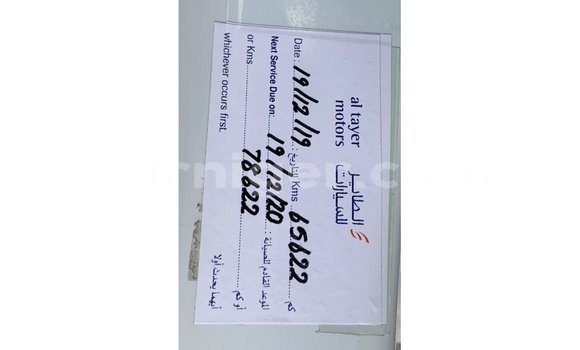 al tayer motors الطاير للسيارات
Date: 19/12/19 التاريخ: Kms 65622 كم
Next Service Due on: 19/12/20 الموعد القادم للصيانة:
or Kms 78622 أو كم
whichever occurs first. أيهما يحدث أولا